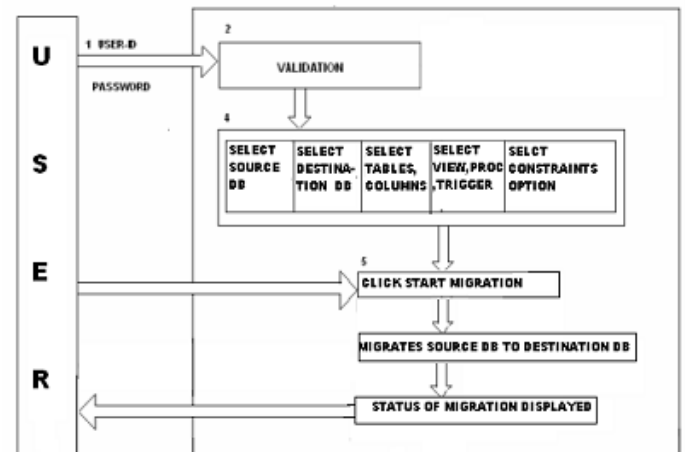 U
S
E
R
1 USER-ID
PASSWORD
2
VALIDATION
4
SELECT
SOURCE
DB
SELECT
DESTINA-
TION DB
SELECT
TABLES,
COLUMNS
SELECT
VIEW,PROC
,TRIGGER
SELCT
CONSTRAINTS
OPTION
5
CLICK START MIGRATION
MIGRATES SOURCE DB TO DESTINATION DB
STATUS OF MIGRATION DISPLAYED